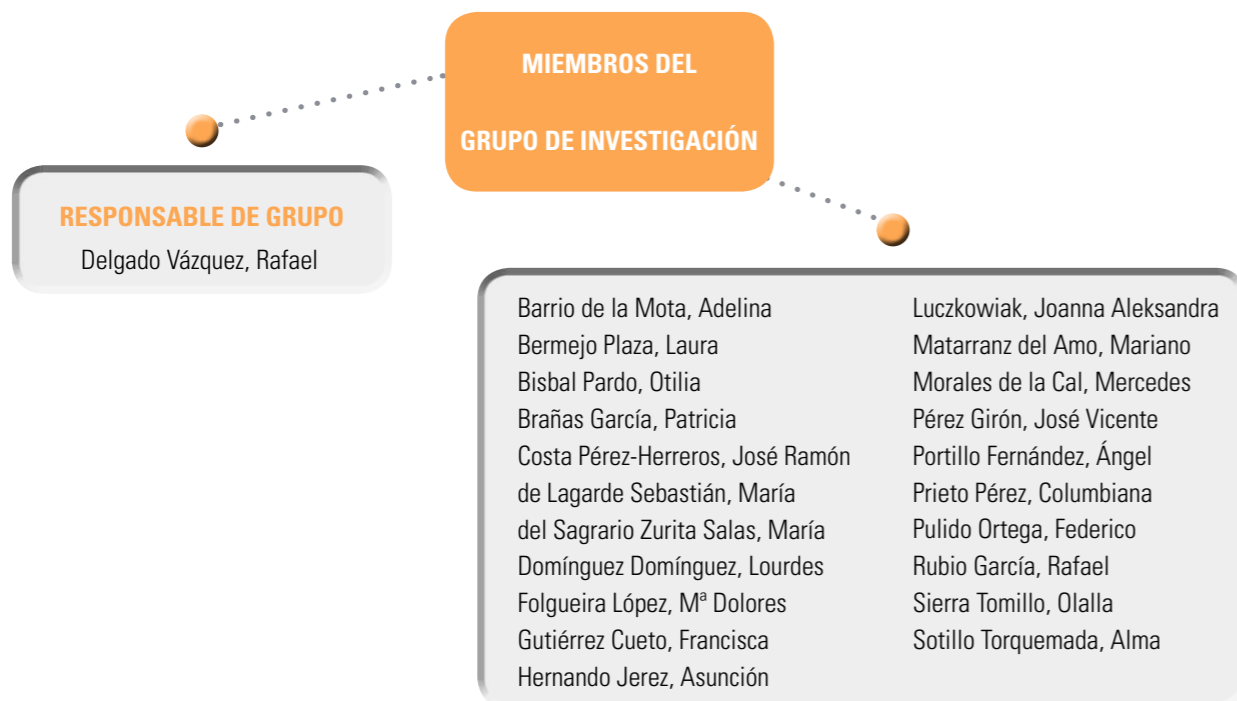 MIEMBROS DEL
GRUPO DE INVESTIGACIÓN
RESPONSABLE DE GRUPO
Delgado Vázquez, Rafael
Barrio de la Mota, Adelina
Bermejo Plaza, Laura
Bisbal Pardo, Otilia
Brañas García, Patricia
Costa Pérez-Herreros, José Ramón
de Lagarde Sebastián, María
del Sagrario Zurita Salas, María
Domínguez Domínguez, Lourdes
Folgueira López, Mª Dolores
Gutiérrez Cueto, Francisca
Hernando Jerez, Asunción
Luczkowiak, Joanna Aleksandra
Matarranz del Amo, Mariano
Morales de la Cal, Mercedes
Pérez Girón, José Vicente
Portillo Fernández, Ángel
Prieto Pérez, Columbiana
Pulido Ortega, Federico
Rubio García, Rafael
Sierra Tomillo, Olalla
Sotillo Torquemada, Alma